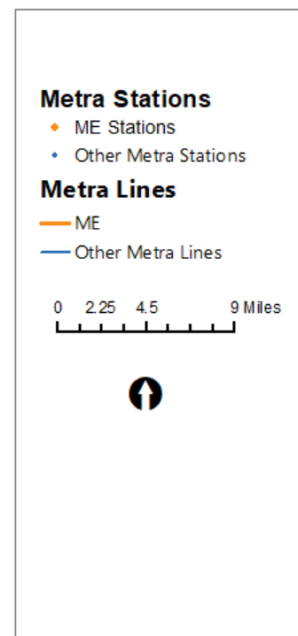 Metra Stations
ME Stations
Other Metra Stations
Metra Lines
ME
Other Metra Lines
0 2.25 4.5 9 Miles